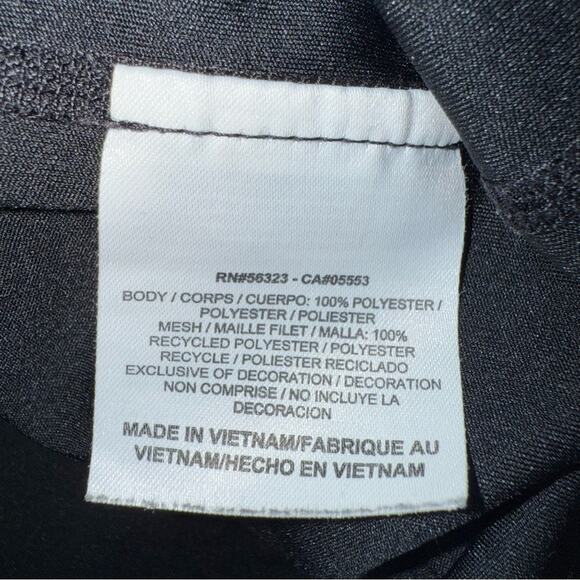 RN#56323 - CA#05553
BODY / CORPS / CUERPO: 100% POLYESTER /
POLYESTER / POLIESTER
MESH / MAILLE FILET / MALLA: 100%
RECYCLED POLYESTER / POLYESTER
RECYCLE / POLIESTER RECICLADO
EXCLUSIVE OF DECORATION / DECORATION
NON COMPRISE / NO INCLUYE LA
DECORACION
MADE IN VIETNAM/FABRIQUE AU
VIETNAM/HECHO EN VIETNAM